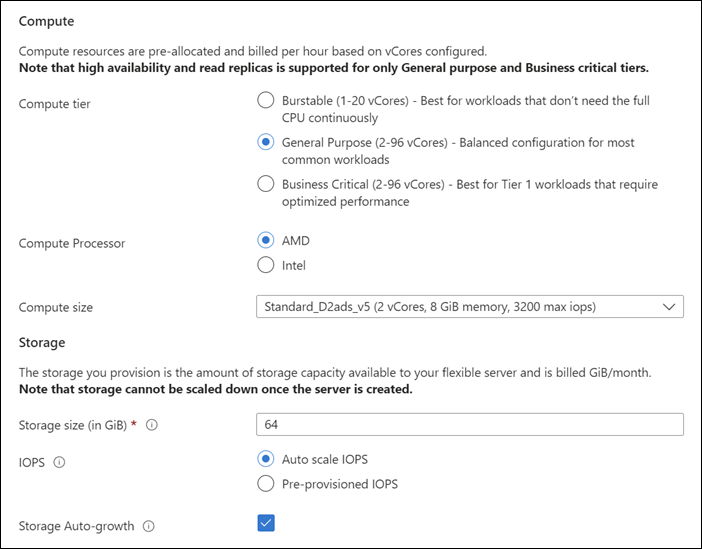 Compute
Compute resources are pre-allocated and billed per hour based on vCores configured.
Note that high availability and read replicas is supported for only General purpose and Business critical tiers.
Compute tier
Burstable (1-20 vCores) - Best for workloads that don't need the full
CPU continuously
General Purpose (2-96 vCores) - Balanced configuration for most
common workloads
Business Critical (2-96 vCores) - Best for Tier 1 workloads that require
optimized performance
Compute Processor
AMD
Intel
Compute size
Standard_D2ads_v5 (2 vCores, 8 GiB memory, 3200 max iops)
Storage
The storage you provision is the amount of storage capacity available to your flexible server and is billed GiB/month.
Note that storage cannot be scaled down once the server is created.
Storage size (in GiB) *
64
IOPS
Auto scale IOPS
Pre-provisioned IOPS
Storage Auto-growth